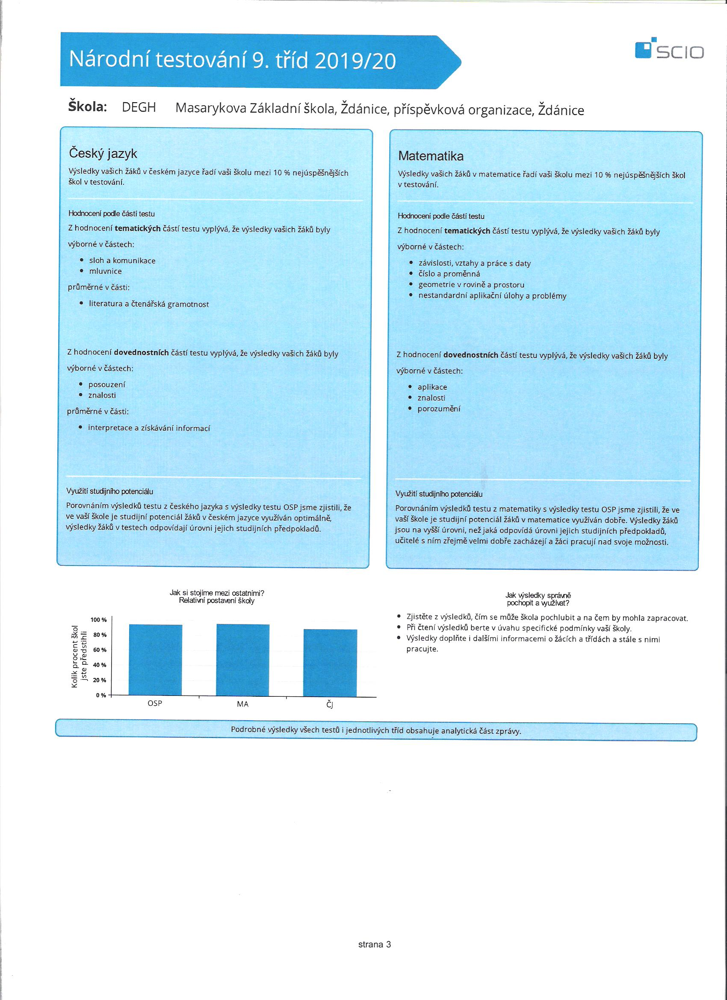 Národní testování 9. tříd 2019/20
SCIO
Škola: DEGH Masarykova Základní škola, Ždánice, příspěvková organizace, Ždánice
Český jazyk
Výsledky vašich žáků v českém jazyce řadí vaši školu mezi 10 % nejúspěšnějších
škol v testování.
Hodnocení podle částí testu
Z hodnocení tematických částí testu vyplývá, že výsledky vašich žáků byly
výborné v částech:
• sloh a komunikace
• mluvnice
průměrné v části:
• literatura a čtenářská gramotnost
Z hodnocení dovednostních částí testu vyplývá, že výsledky vašich žáků byly
výborné v částech:
• posouzení
• znalosti
průměrné v části:
• interpretace a získávání informací
Využití studijního potenciálu
Porovnáním výsledků testu z českého jazyka s výsledky testu OSP jsme zjistili, že
ve vaší škole je studijní potenciál žáků v českém jazyce využíván optimálně,
výsledky žáků v testech odpovídají úrovni jejich studijních předpokladů.
Matematika
Výsledky vašich žáků v matematice řadí vaši školu mezi 10 % nejúspěšnějších škol
v testování.
Hodnocení podle částí testu
Z hodnocení tematických částí testu vyplývá, že výsledky vašich žáků byly
výborné v částech:
• závislosti, vztahy a práce s daty
• číslo a proměnná
• geometrie v rovině a prostoru
• nestandardní aplikační úlohy a problémy
Z hodnocení dovednostních částí testu vyplývá, že výsledky vašich žáků byly
výborné v částech:
• aplikace
• znalosti
• porozumění
Využití studijního potenciálu
Porovnáním výsledků testu z matematiky s výsledky testu OSP jsme zjistili, že ve
vaší škole je studijní potenciál žáků v matematice využíván dobře. Výsledky žáků
jsou na vyšší úrovni, než jaká odpovídá úrovni jejich studijních předpokladů,
učitelé s ním zřejmě velmi dobře zacházejí a žáci pracují nad svoje možnosti.
Jak si stojíme mezi ostatními?
Relativní postavení školy
Kolik procent škol
jste předstihli
100 %
80 %
60 %
40 %
20 %
0 %
OSP MA ČJ
Jak výsledky správně
pochopit a využívat?
• Zjistěte z výsledků, čím se může škola pochlubit a na čem by mohla zapracovat.
• Při čtení výsledků berte v úvahu specifické podmínky vaší školy.
• Výsledky doplňte i dalšími informacemi o žácích a třídách a stále s nimi
pracujte.
Podrobné výsledky všech testů i jednotlivých tříd obsahuje analytická část zprávy.
strana 3